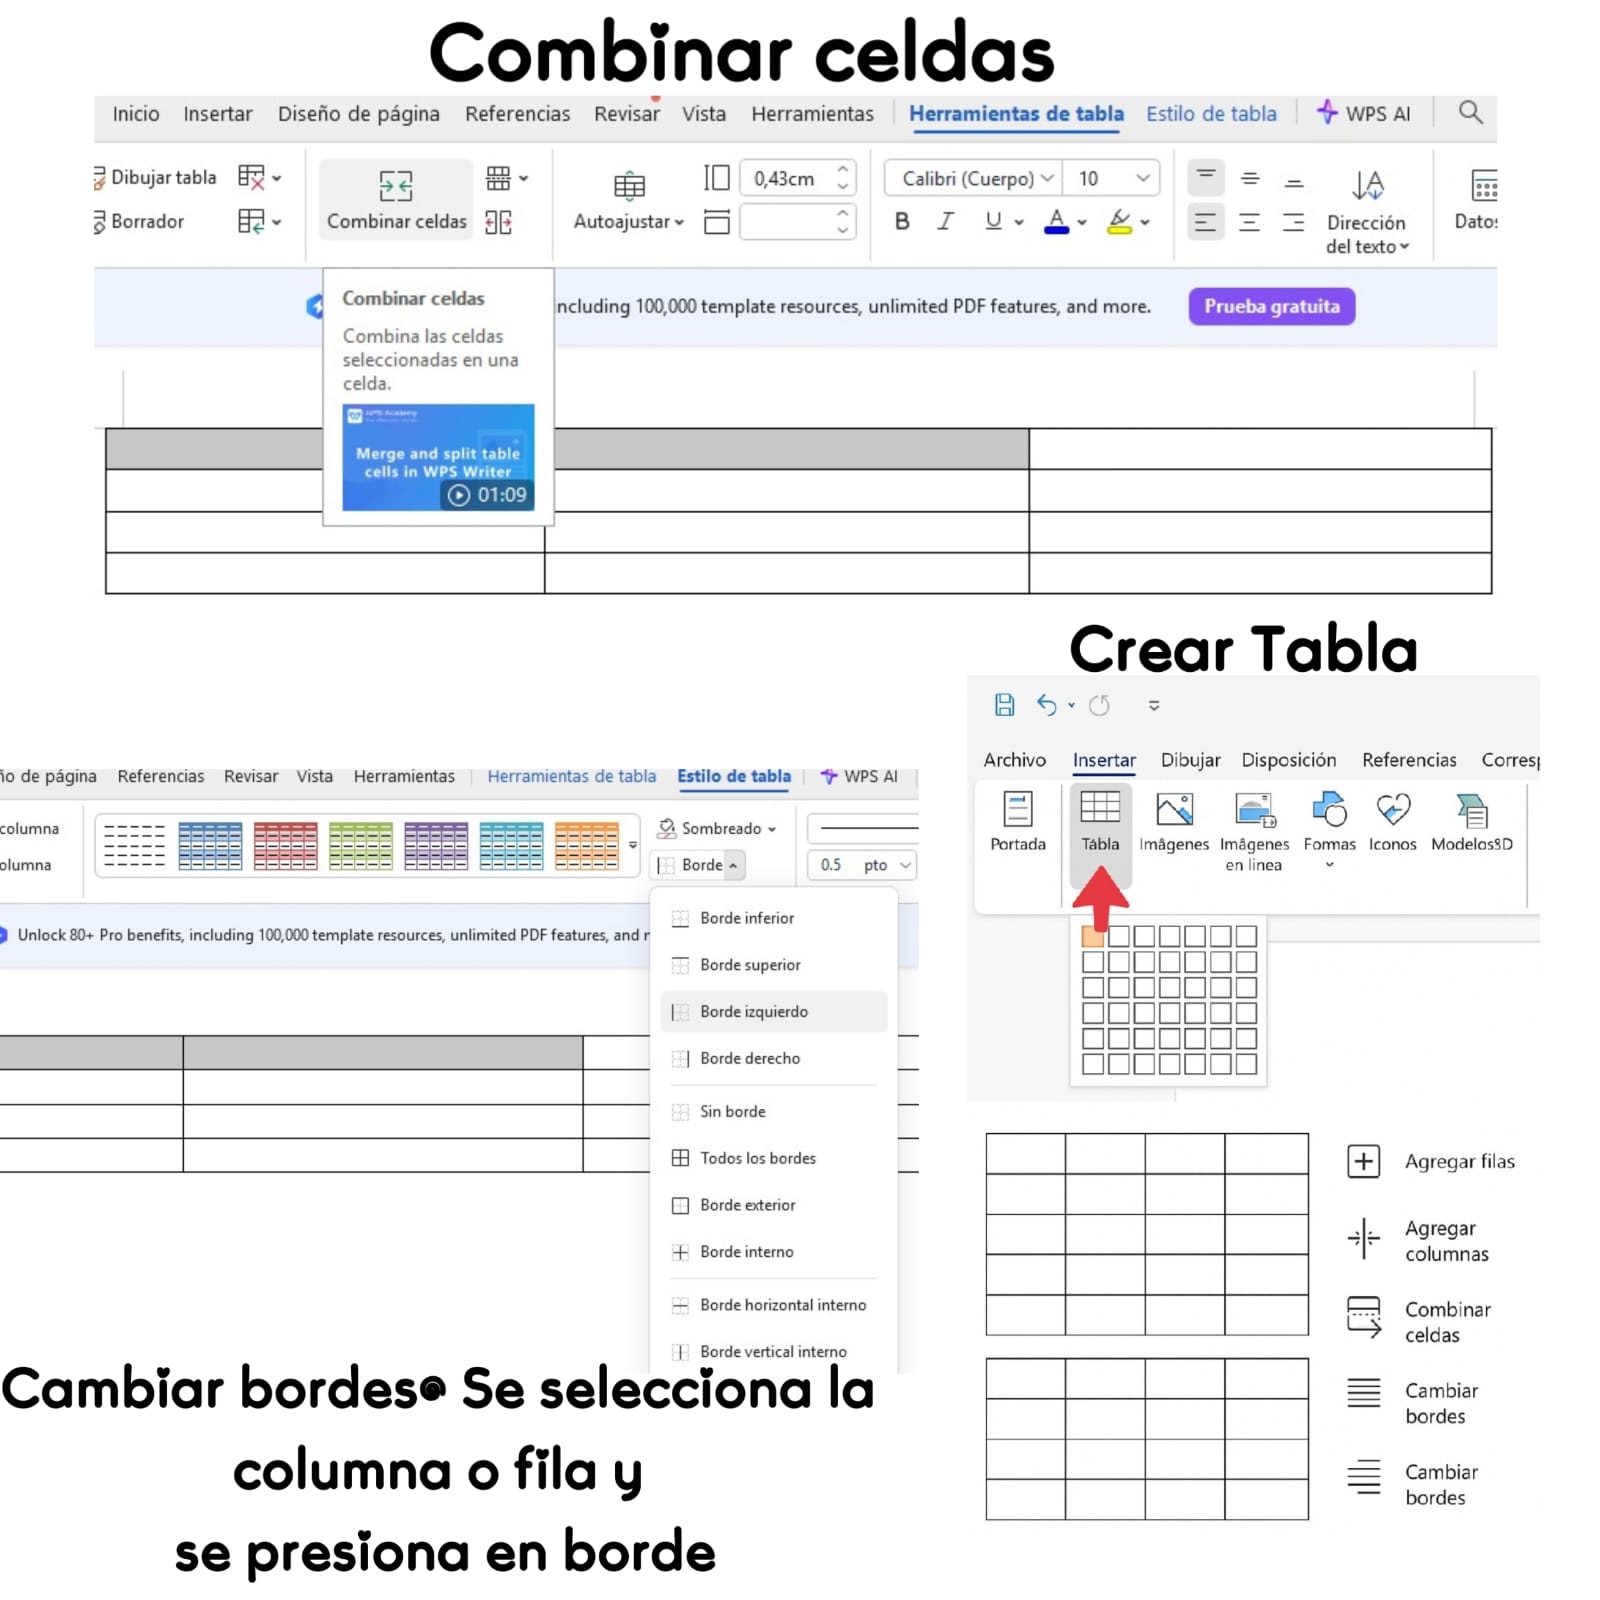 Combinar celdas
Inicio Insertar Diseño de página Referencias Revisar Vista Herramientas Herramientas de tabla Estilo de tabla WPS AI
Dibujar tabla
Borrador
Combinar celdas
Autoajustar
0,43cm
Calibri (Cuerpo) 10
B I U A
Dirección
del texto
Datos
Combinar celdas
Combina las celdas
seleccionadas en una
celda.
WPS Academy
Merge and split table
cells in WPS Writer
01:09
including 100,000 template resources, unlimited PDF features, and more.
Prueba gratuita
Crear Tabla
Archivo Insertar Dibujar Disposición Referencias Corresp
Portada
Tabla
Imágenes
Imágenes
en linea
Formas
Iconos
Modelos3D
ño de página Referencias Revisar Vista Herramientas Herramientas de tabla Estilo de tabla WPS AI
columna
olumna
Sombreado
Borde
0.5 pto
Unlock 80+ Pro benefits, including 100,000 template resources, unlimited PDF features, and
Borde inferior
Borde superior
Borde izquierdo
Borde derecho
Sin borde
Todos los bordes
Borde exterior
Borde interno
Borde horizontal interno
Borde vertical interno
Agregar filas
Agregar
columnas
Combinar
celdas
Cambiar
bordes
Cambiar
bordes
Cambiar bordes@ Se selecciona la
columna o fila y
se presiona en borde